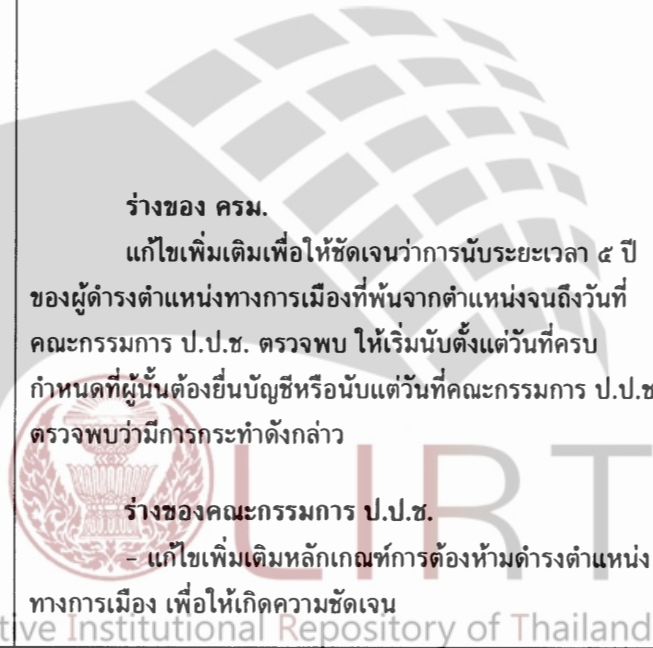 ร่างของ ครม.
แก้ไขเพิ่มเติมเพื่อให้ชัดเจนว่าการนับระยะเวลา ๕ ปี
ของผู้ดำรงตำแหน่งทางการเมืองที่พ้นจากตำแหน่งจนถึงวันที่
คณะกรรมการ ป.ป.ช. ตรวจพบ ให้เริ่มนับตั้งแต่วันที่ครบ
กำหนดที่ผู้นั้นต้องยื่นบัญชีหรือนับแต่วันที่คณะกรรมการ ป.ป.ช
ตรวจพบว่ามีการกระทำดังกล่าว
LIRT
ร่างของคณะกรรมการ ป.ป.ช.
- แก้ไขเพิ่มเติมหลักเกณฑ์การต้องห้ามดำรงตำแหน่ง
ทางการเมือง เพื่อให้เกิดความชัดเจน
tive Institutional Repository of Thailand